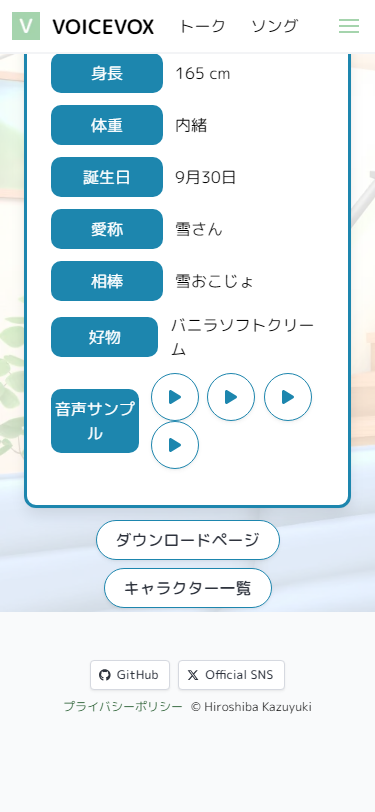 VOICEVOX トーク ソング
身長 165 cm
体重 内緒
誕生日 9月30日
愛称 雪さん
相棒 雪おこじょ
好物 バニラソフトクリー
ム
音声サンプ
ル
ダウンロードページ
キャラクター一覧
GitHub Official SNS
プライバシーポリシー © Hiroshiba Kazuyuki